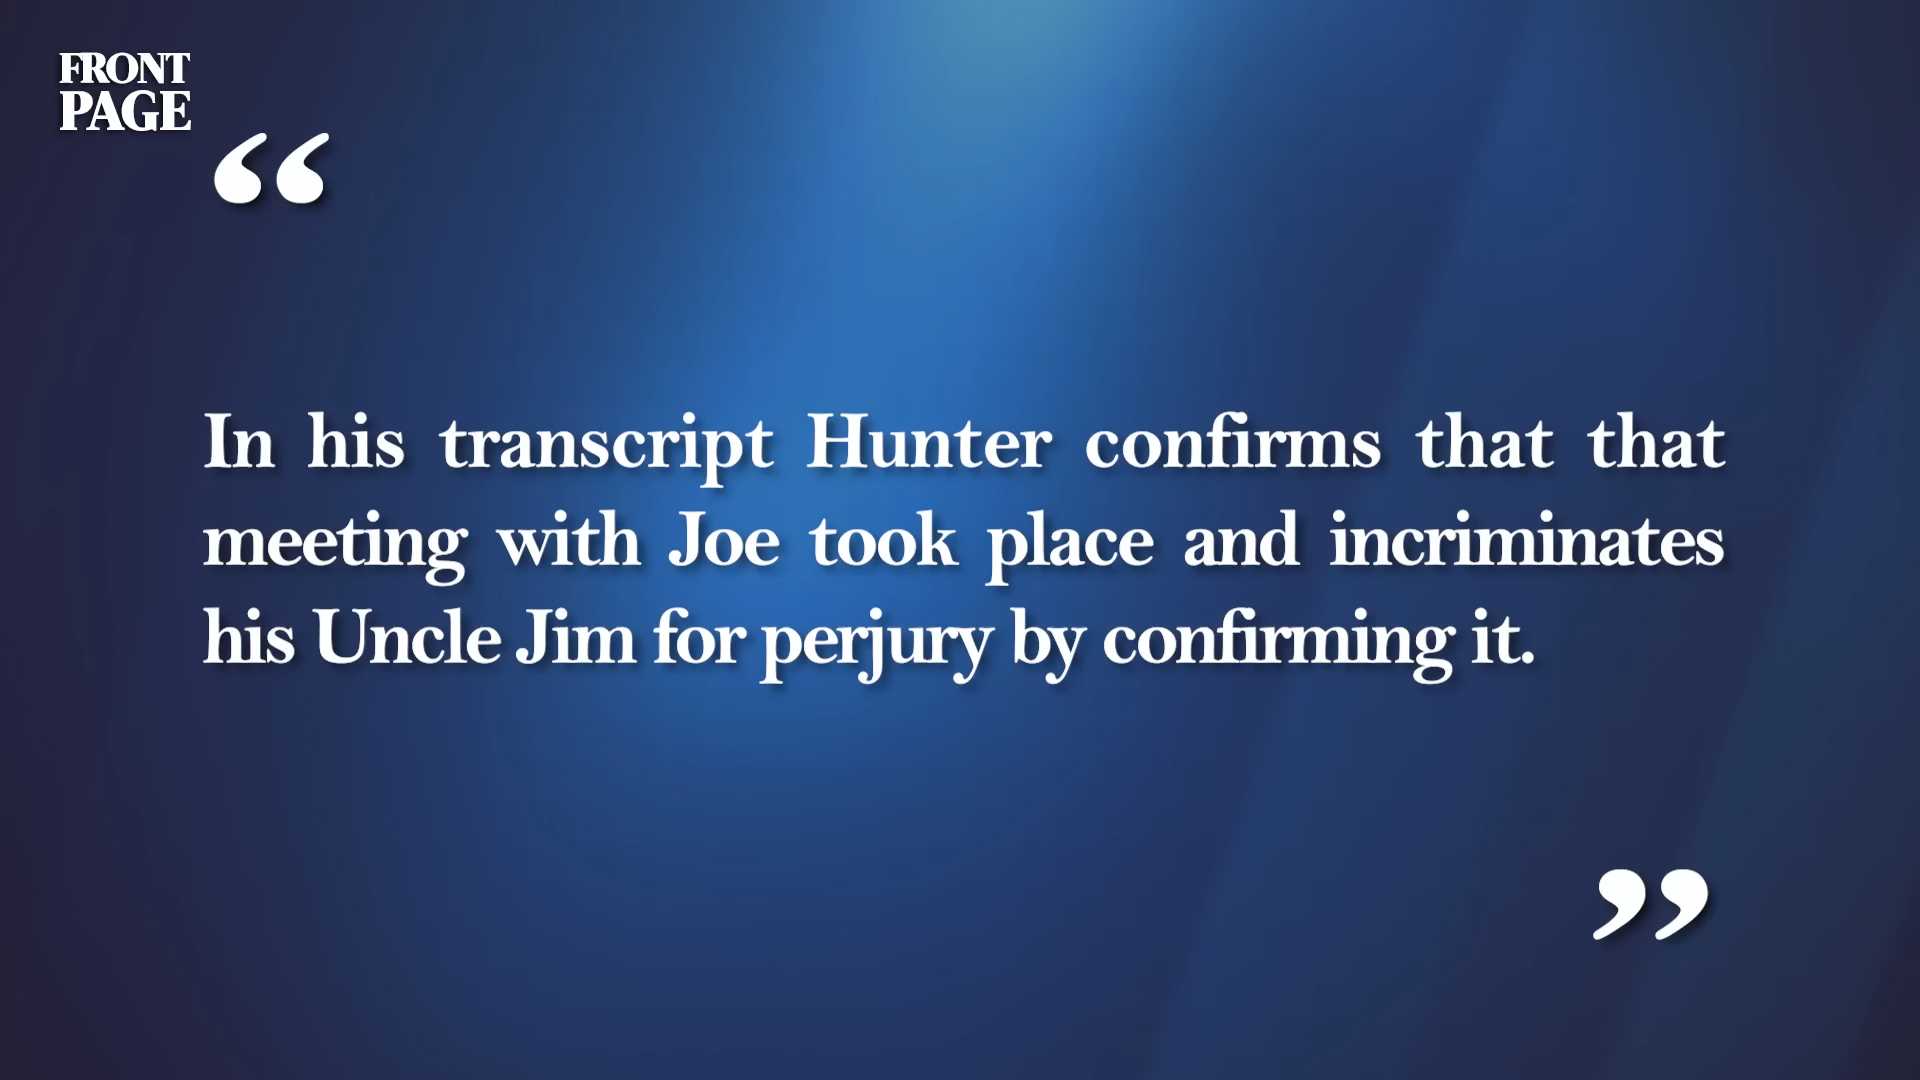 FRONT
PAGE
“
In his transcript Hunter confirms that that
meeting with Joe took place and incriminates
his Uncle Jim for perjury by confirming it.
”